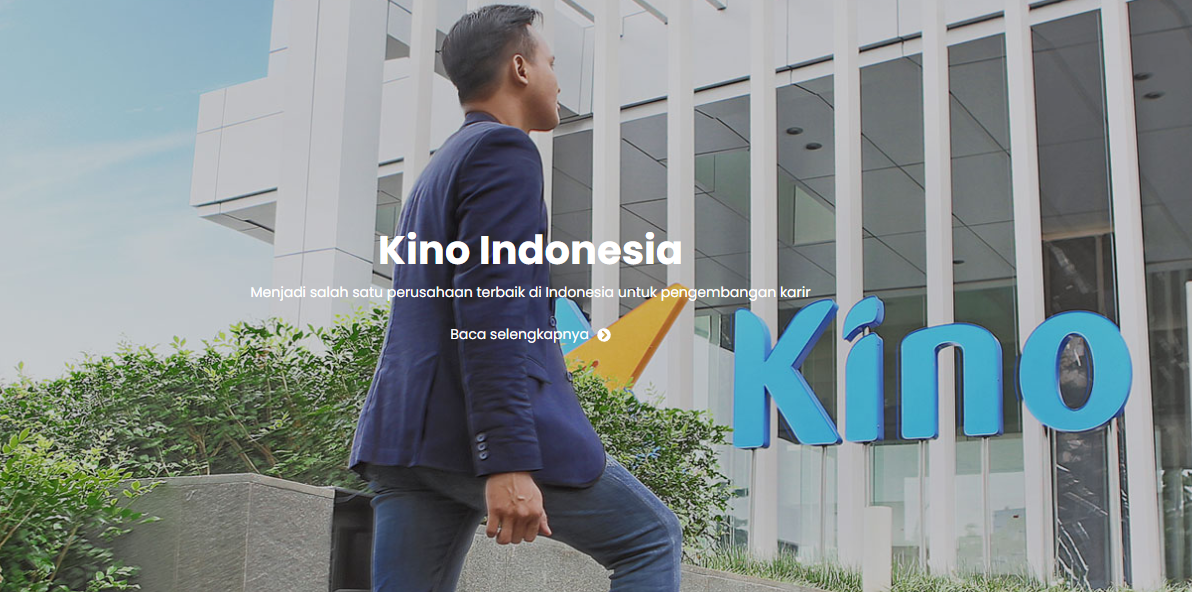 Kino Indonesia
Menjadi salah satu perusahaan terbaik di Indonesia untuk pengembangan karir
Baca selengkapnya
Kino